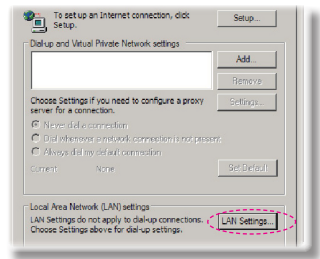 To set up an Internet connection, click
Setup.
Setup...
Dial-up and Virtual Private Network settings
Add...
Remove
Choose Settings if you need to configure a proxy
server for a connection.
Settings...
Never dial a connection
Dial whenever a network connection is not present
Always dial my default connection
Current
None
Set Default
Local Area Network (LAN) settings
LAN Settings do not apply to dial-up connections.
Choose Settings above for dial-up settings.
LAN Settings...